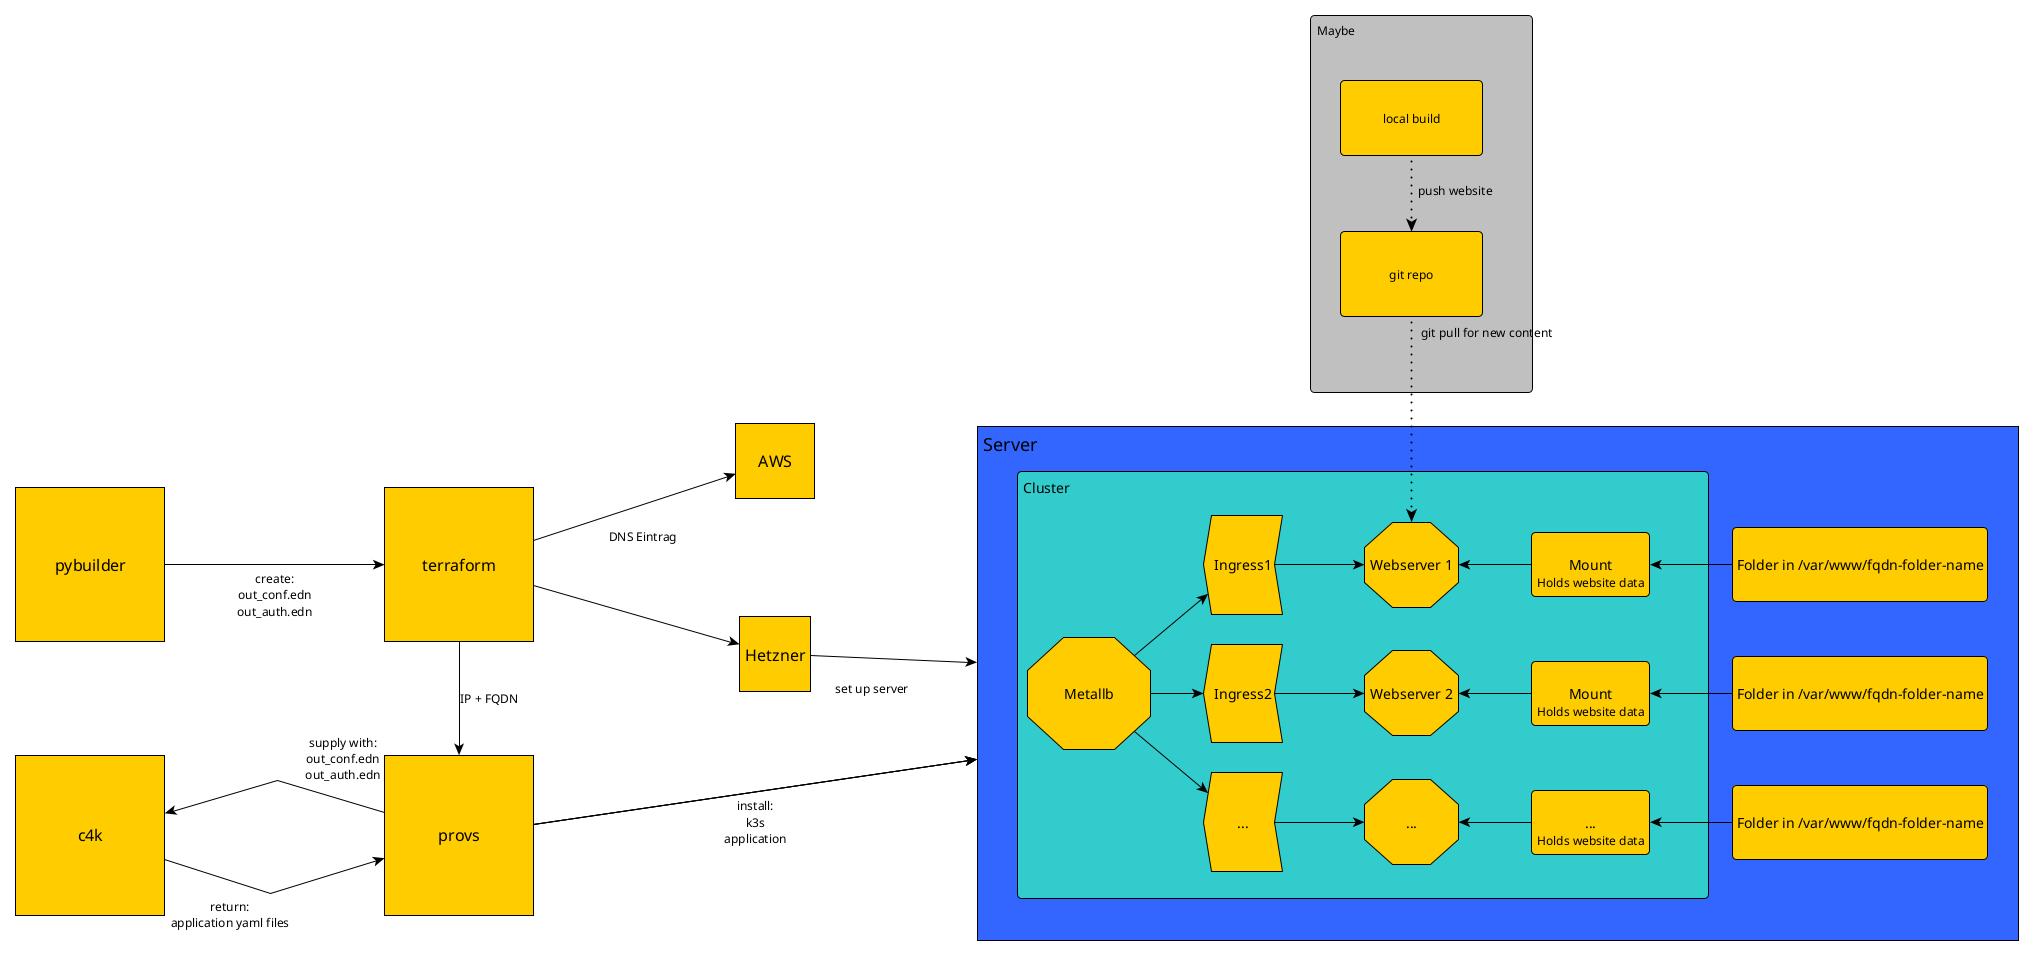 Maybe
local build
push website
git repo
git pull for new content
pybuilder
create:
out_conf.edn
out_auth.edn
terraform
AWS
DNS Eintrag
Hetzner
set up server
IP + FQDN
supply with:
out_conf.edn
out_auth.edn
c4k
provs
return:
application yaml files
install:
k3s
application
Server
Cluster
Metallb
Ingress1
Webserver 1
Mount
Holds website data
Folder in /var/www/fqdn-folder-name
Ingress2
Webserver 2
Mount
Holds website data
Folder in /var/www/fqdn-folder-name
...
...
...
Holds website data
Folder in /var/www/fqdn-folder-name